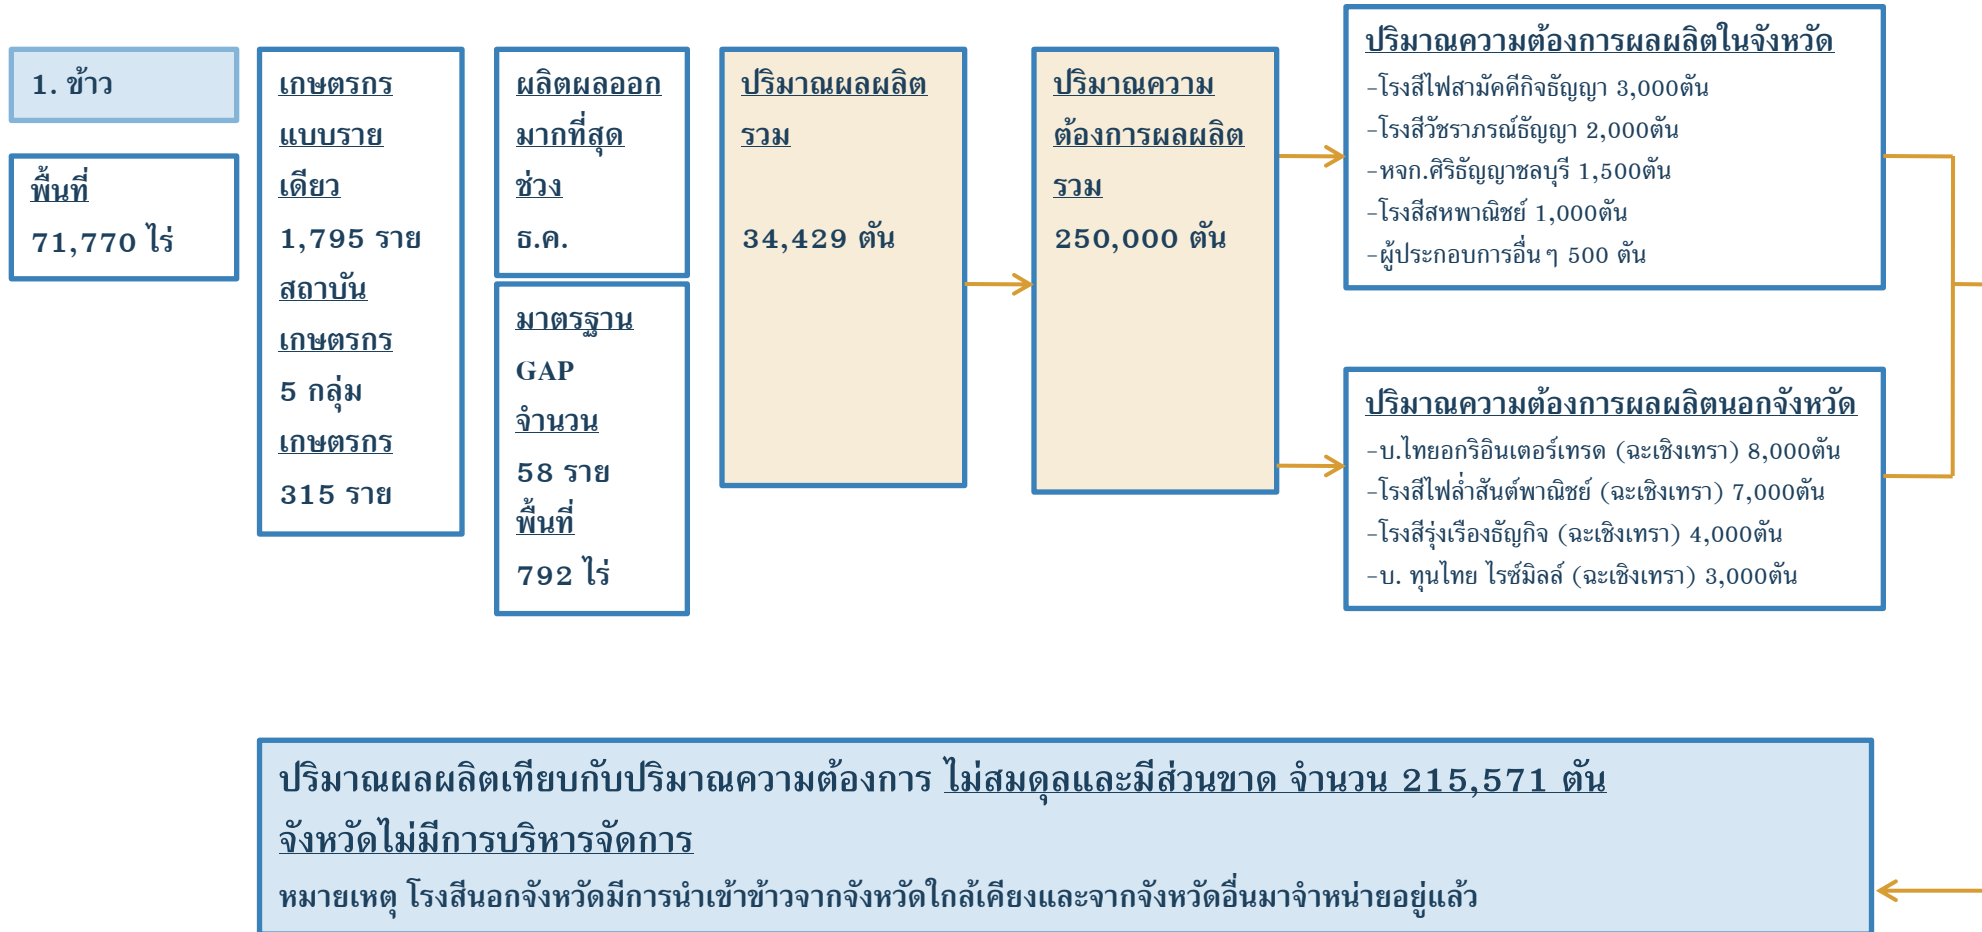 1. ข้าว
พื้นที่
71,770 ไร่
เกษตรกร
แบบราย
เดียว
1,795 ราย
สถาบัน
เกษตรกร
5 กลุ่ม
เกษตรกร
315 ราย
ผลิตผลออก
มากที่สุด
ช่วง
ธ.ค.
มาตรฐาน
GAP
จำนวน
58 ราย
พื้นที่
792 ไร่
ปริมาณผลผลิต
รวม
34,429 ตัน
ปริมาณความ
ต้องการผลผลิต
รวม
250,000 ตัน
ปริมาณความต้องการผลผลิตในจังหวัด
-โรงสีไฟสามัคคีกิจธัญญา 3,000ตัน
-โรงสีวัชราภรณ์ธัญญา 2,000ตัน
-หจก.ศิริธัญญาชลบุรี 1,500ตัน
-โรงสีสหพาณิชย์ 1,000ตัน
-ผู้ประกอบการอื่นๆ 500 ตัน
ปริมาณความต้องการผลผลิตนอกจังหวัด
-บ.ไทยอกริอินเตอร์เทรด (ฉะเชิงเทรา) 8,000ตัน
-โรงสีไฟล่ำสันต์พาณิชย์ (ฉะเชิงเทรา) 7,000ตัน
-โรงสีรุ่งเรืองธัญกิจ (ฉะเชิงเทรา) 4,000ตัน
-บ. ทุนไทย ไรซ์มิลล์ (ฉะเชิงเทรา) 3,000ตัน
ปริมาณผลผลิตเทียบกับปริมาณความต้องการ ไม่สมดุลและมีส่วนขาด จำนวน 215,571 ตัน
จังหวัดไม่มีการบริหารจัดการ
หมายเหตุ โรงสีนอกจังหวัดมีการนำเข้าข้าวจากจังหวัดใกล้เคียงและจากจังหวัดอื่นมาจำหน่ายอยู่แล้ว